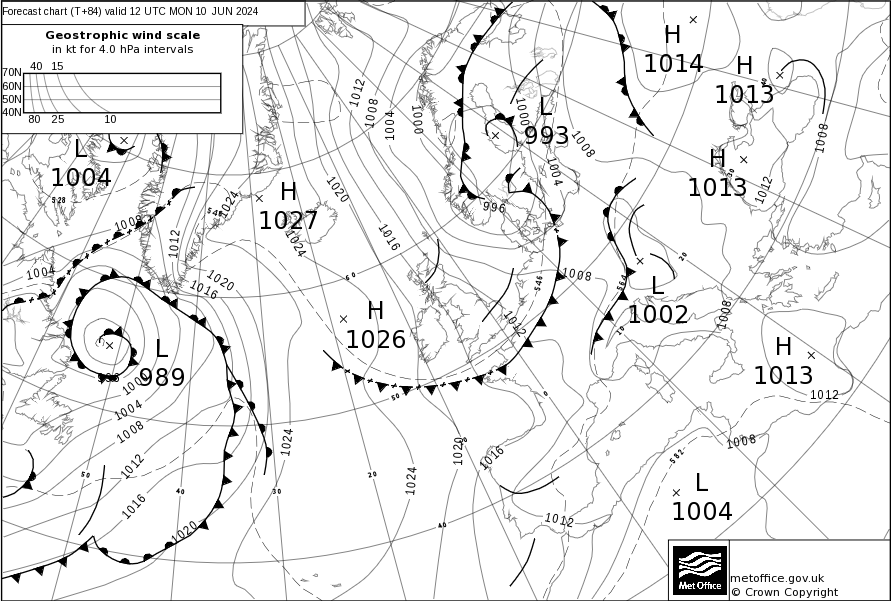 Forecast chart (T+84) valid 12 UTC MON 10 JUN 2024
Geostrophic wind scale
in kt for 4.0 hPa intervals
40 15
70N
60N
50N
40N
80 25 10
H
1014
H
1013
L
993
L
1004
H
1013
H
1027
L
1002
H
1026
L
989
H
1013
L
1004
1012
1008
1004
1000
1000
1008
1004
1008
1012
996
1024
1020
1024
1016
1012
1008
1004
1020
1016
1008
1012
1008
1012
1008
1004
1008
1012
1016
1020
1024
1024
1020
1016
1012
528
546
564
582
60
50
50
40
30
20
40
0
10
20
metoffice.gov.uk
© Crown Copyright
Met Office